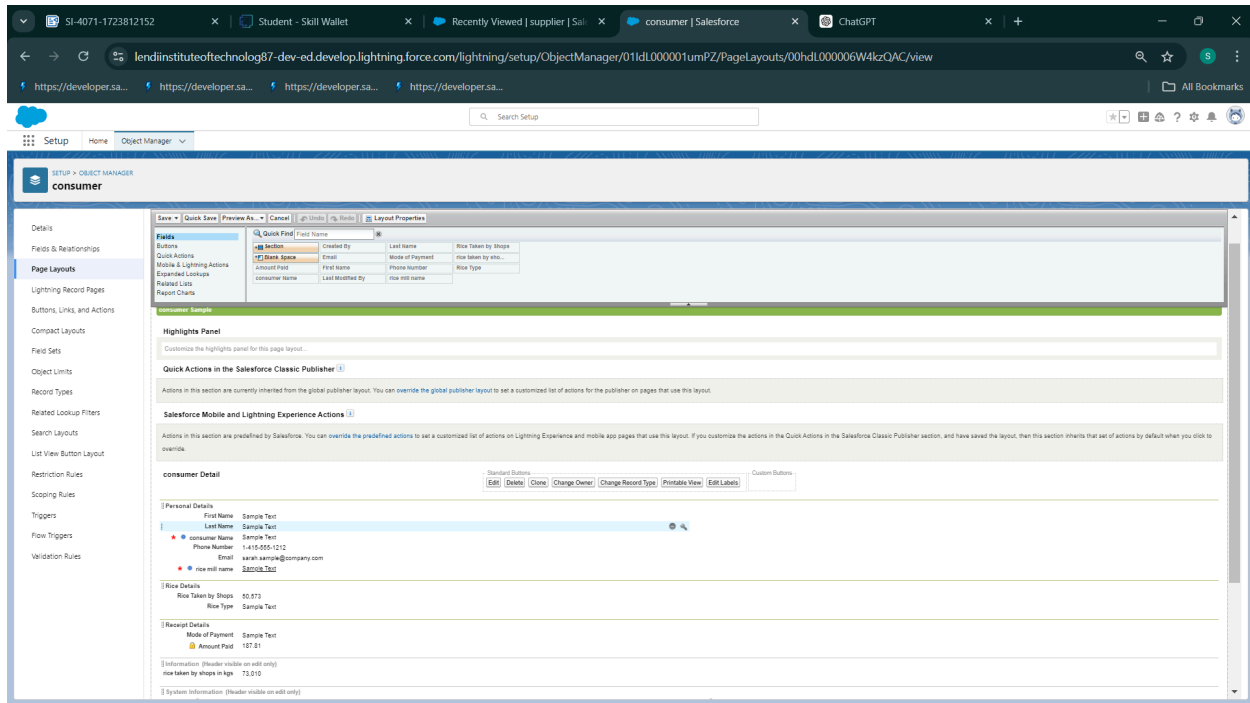 SI-4071-1723812152
Student - Skill Wallet
Recently Viewed | supplier | Sale
consumer | Salesforce
ChatGPT
lendiinstituteoftechnolog87-dev-ed.develop.lightning.force.com/lightning/setup/ObjectManager/01IdL000001umPZ/PageLayouts/00hdL000006W4kzQAC/view
S
https://developer.sa...
https://developer.sa...
https://developer.sa...
https://developer.sa...
All Bookmarks
Search Setup
Setup
Home
Object Manager
SETUP > OBJECT MANAGER
consumer
Details
Fields & Relationships
Page Layouts
Lightning Record Pages
Buttons, Links, and Actions
Compact Layouts
Field Sets
Object Limits
Record Types
Related Lookup Filters
Search Layouts
List View Button Layout
Restriction Rules
Scoping Rules
Triggers
Flow Triggers
Validation Rules
Save Quick Save Preview As... Cancel Undo Redo Layout Properties
Fields
Buttons
Quick Actions
Mobile & Lightning Actions
Expanded Lookups
Related Lists
Report Charts
Quick Find Field Name
Section Created By Last Name Rice Taken by Shops
Blank Space Email Mode of Payment rice taken by sho...
Amount Paid First Name Phone Number Rice Type
consumer Name Last Modified By rice mill name
consumer Sample
Highlights Panel
Customize the highlights panel for this page layout...
Quick Actions in the Salesforce Classic Publisher
Actions in this section are currently inherited from the global publisher layout. You can override the global publisher layout to set a customized list of actions for the publisher on pages that use this layout.
Salesforce Mobile and Lightning Experience Actions
Actions in this section are predefined by Salesforce. You can override the predefined actions to set a customized list of actions on Lightning Experience and mobile app pages that use this layout. If you customize the actions in the Quick Actions in the Salesforce Classic Publisher section, and have saved the layout, then this section inherits that set of actions by default when you click to
override.
consumer Detail
Standard Buttons
Edit Delete Clone Change Owner Change Record Type Printable View Edit Labels
Custom Buttons
Personal Details
First Name Sample Text
Last Name Sample Text
consumer Name Sample Text
Phone Number 1-415-555-1212
Email sarah.sample@company.com
rice mill name Sample Text
Rice Details
Rice Taken by Shops 50,573
Rice Type Sample Text
Receipt Details
Mode of Payment Sample Text
Amount Paid 187.81
Information (Header visible on edit only)
rice taken by shops in kgs 73,010
System Information (Header visible on edit only)